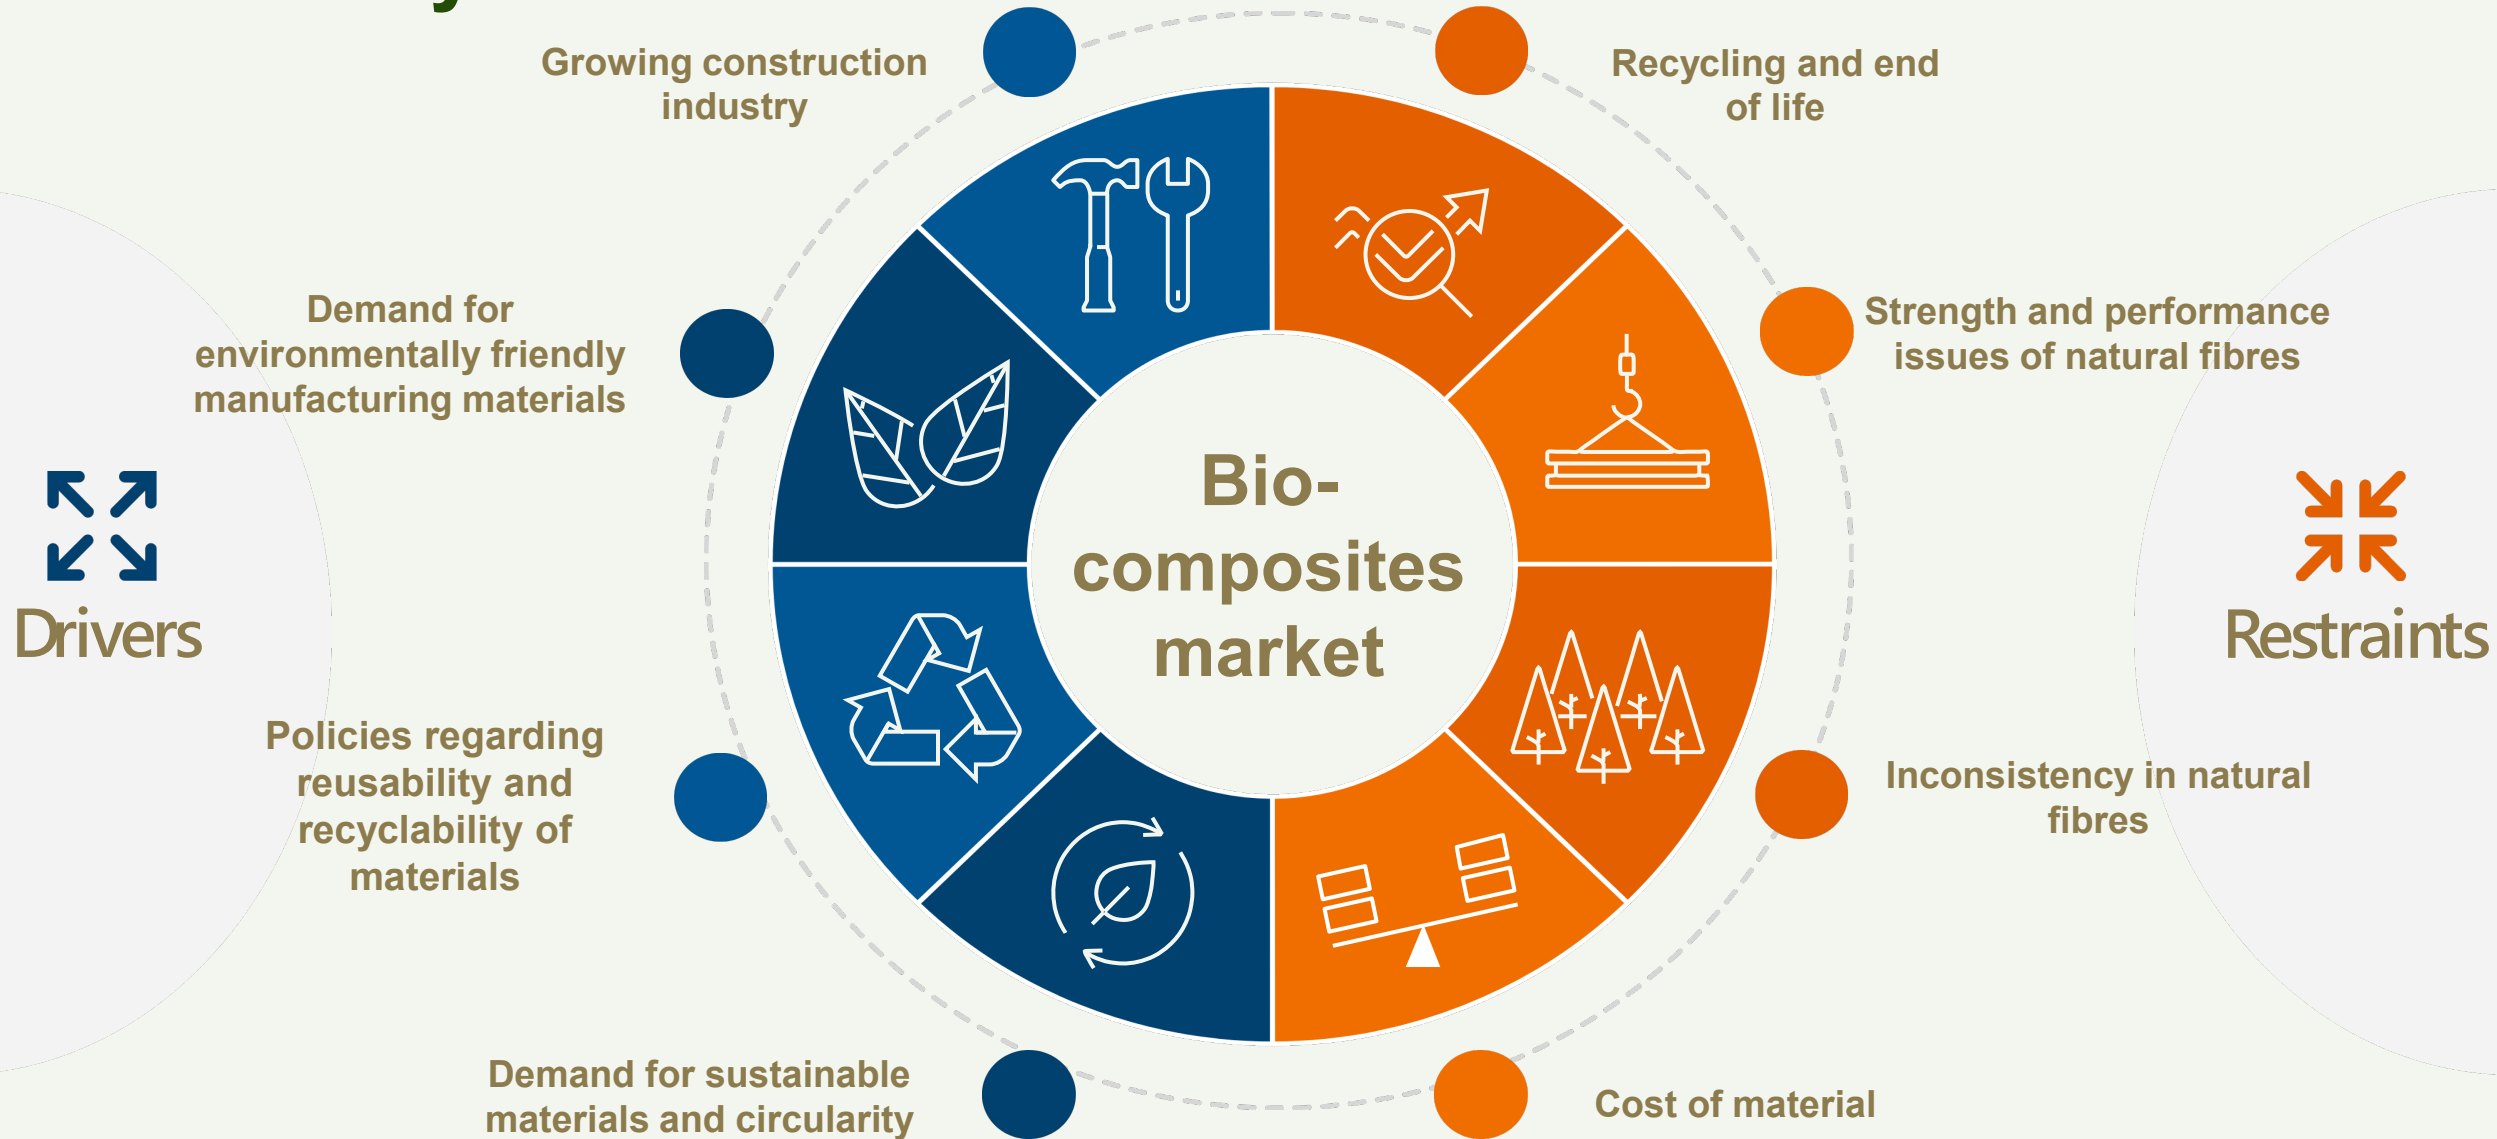 Growing construction
industry
Recycling and end
of life
Demand for
environmentally friendly
manufacturing materials
Strength and performance
issues of natural fibres
Bio-
composites
market
Drivers
Restraints
Policies regarding
reusability and
recyclability of
materials
Inconsistency in natural
fibres
Demand for sustainable
materials and circularity
Cost of material